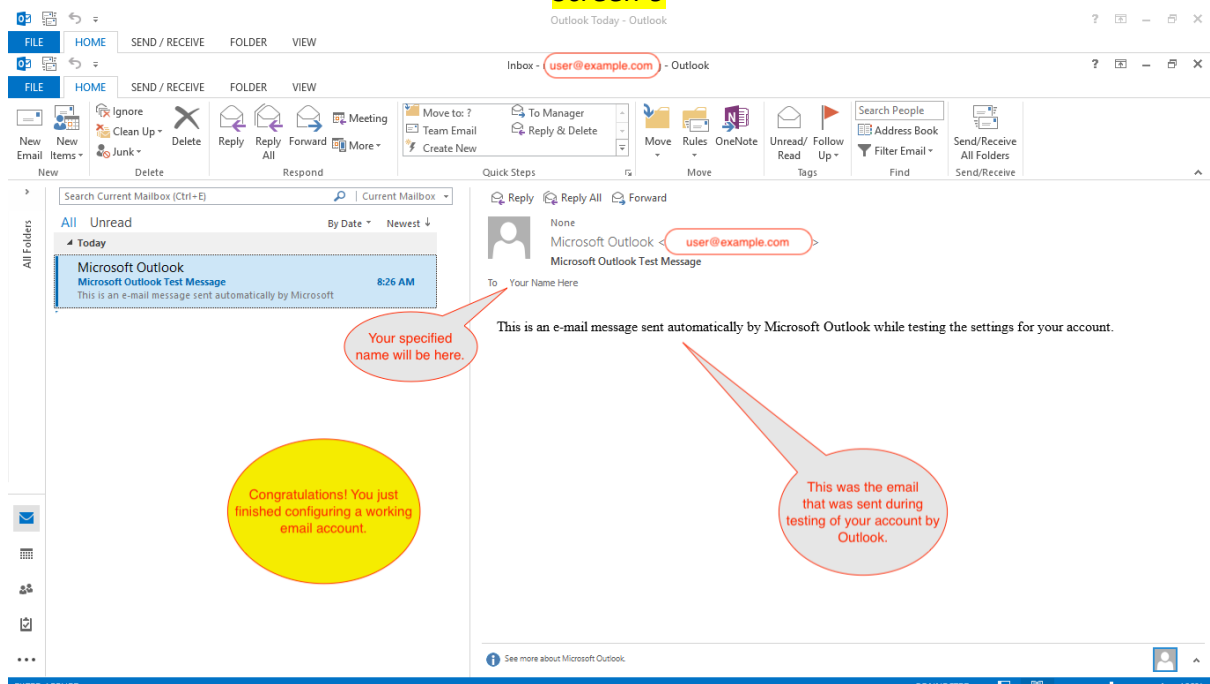 Outlook Today - Outlook
FILE HOME SEND / RECEIVE FOLDER VIEW
Inbox - user@example.com - Outlook
FILE HOME SEND / RECEIVE FOLDER VIEW
New Email
New Items
Ignore
Clean Up
Junk
Delete
Reply
Reply All
Forward
Meeting
More
Move to: ?
Team Email
Create New
To Manager
Reply & Delete
Move
Rules
OneNote
Unread/ Read
Follow Up
Search People
Address Book
Filter Email
Send/Receive All Folders
New Delete Respond Quick Steps Move Tags Find Send/Receive
All Folders
Search Current Mailbox (Ctrl+E) Current Mailbox
All Unread By Date Newest
Today
Microsoft Outlook
Microsoft Outlook Test Message 8:26 AM
This is an e-mail message sent automatically by Microsoft
Reply Reply All Forward
None
Microsoft Outlook < user@example.com >
Microsoft Outlook Test Message
To Your Name Here
This is an e-mail message sent automatically by Microsoft Outlook while testing the settings for your account.
Your specified
name will be here.
Congratulations! You just
finished configuring a working
email account.
This was the email
that was sent during
testing of your account by
Outlook.
See more about Microsoft Outlook.